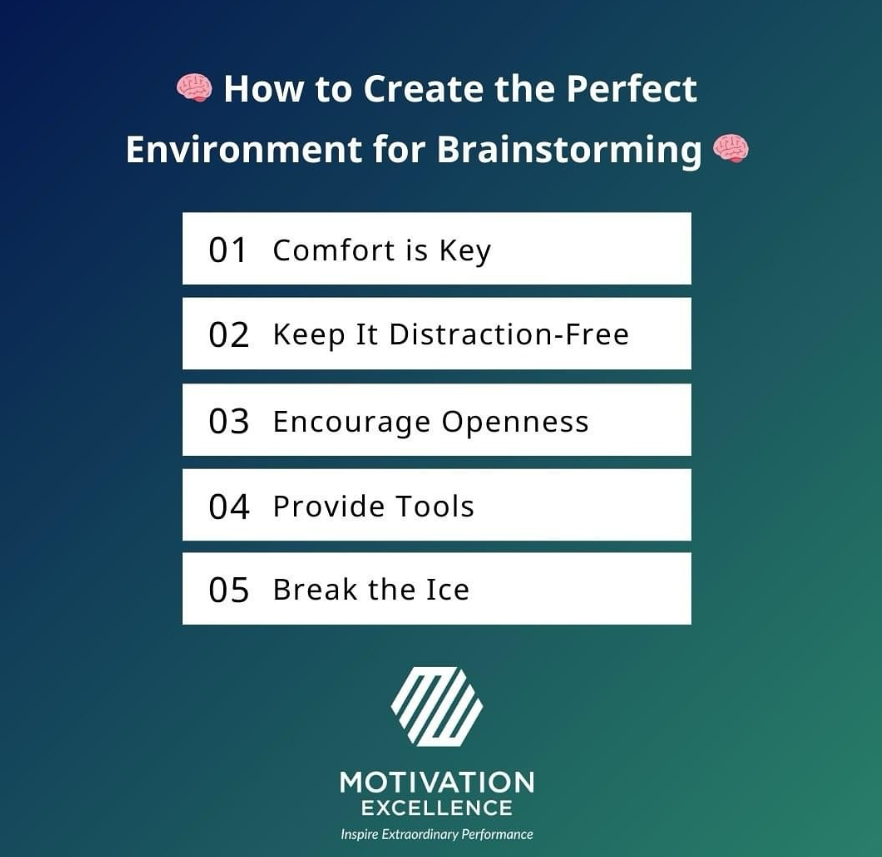 🧠 How to Create the Perfect
Environment for Brainstorming 🧠
01 Comfort is Key
02 Keep It Distraction-Free
03 Encourage Openness
04 Provide Tools
05 Break the Ice
MOTIVATION
EXCELLENCE
Inspire Extraordinary Performance